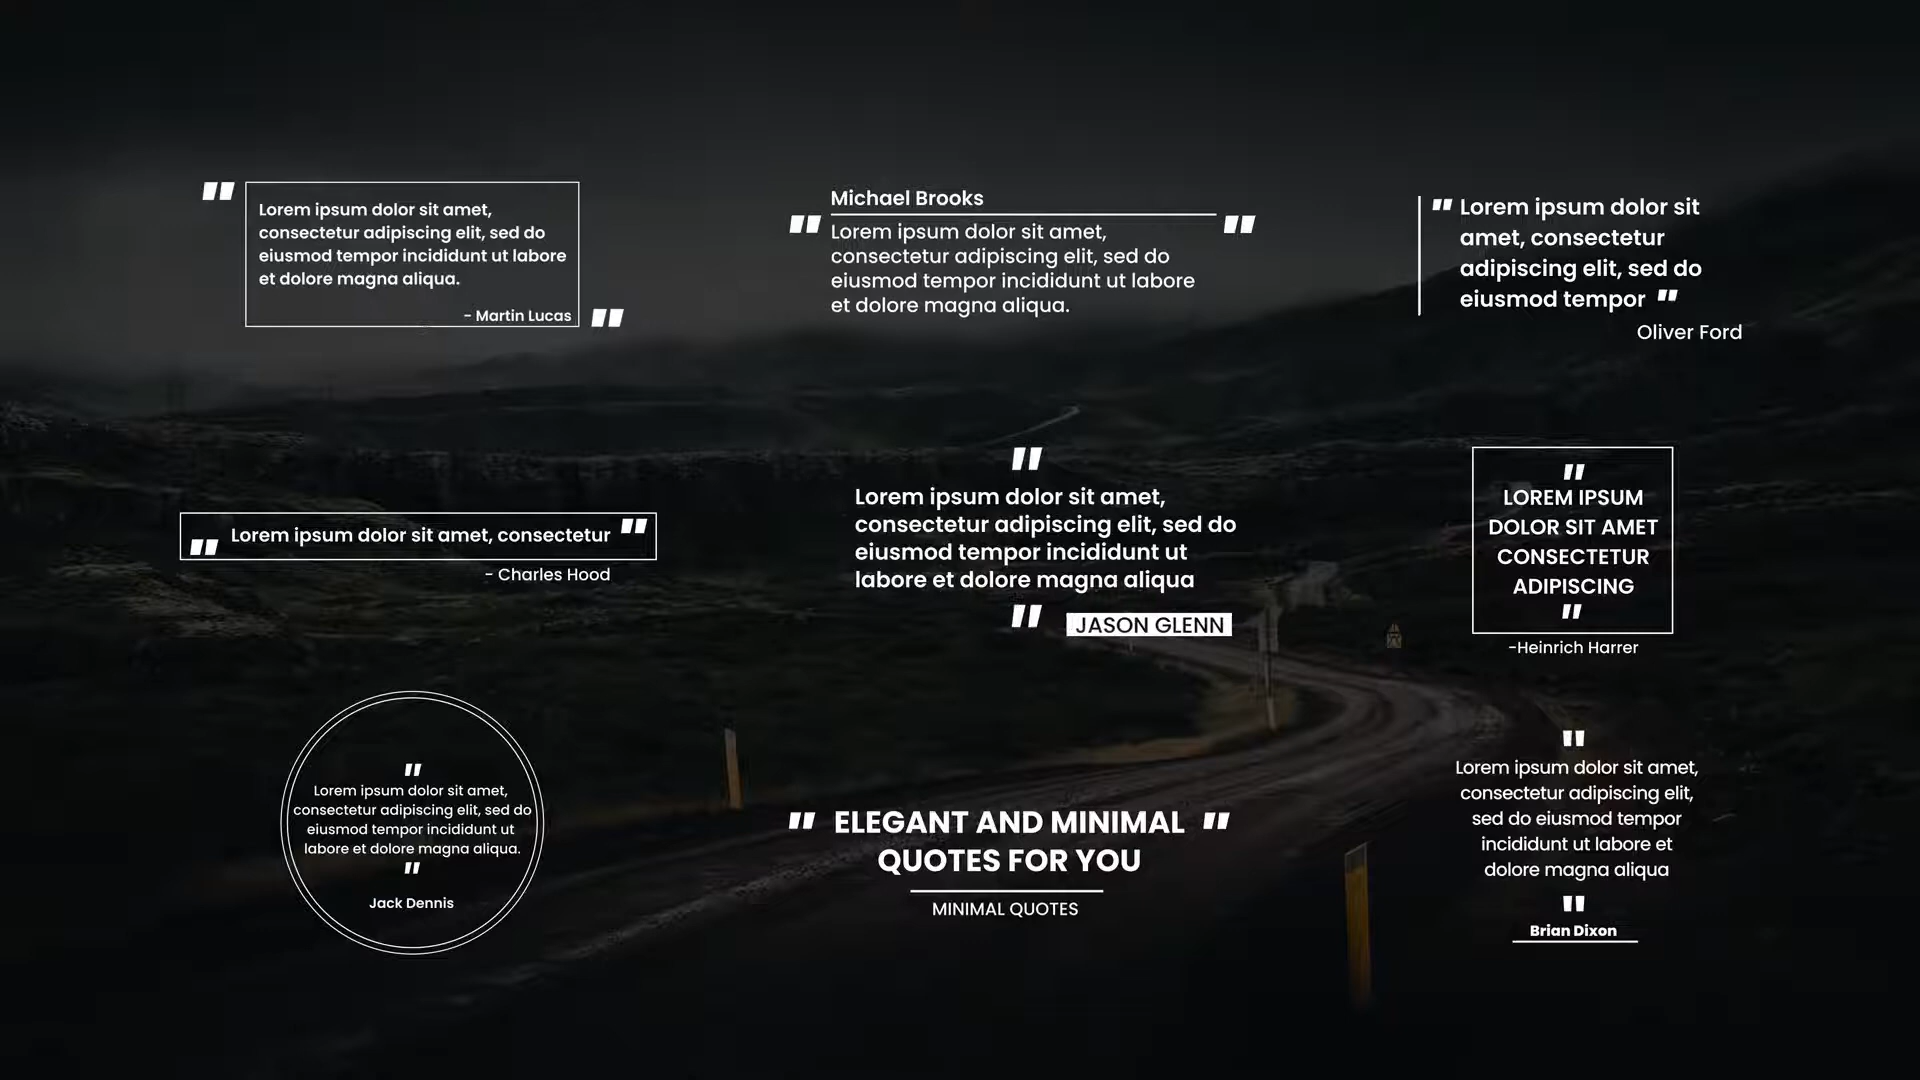 " Lorem ipsum dolor sit amet,
consectetur adipiscing elit, sed do
eiusmod tempor incididunt ut labore
et dolore magna aliqua.
- Martin Lucas "
Michael Brooks
" Lorem ipsum dolor sit amet, "
consectetur adipiscing elit, sed do
eiusmod tempor incididunt ut labore
et dolore magna aliqua.
" Lorem ipsum dolor sit
amet, consectetur
adipiscing elit, sed do
eiusmod tempor "
Oliver Ford
" Lorem ipsum dolor sit amet, consectetur "
- Charles Hood
"
Lorem ipsum dolor sit amet,
consectetur adipiscing elit, sed do
eiusmod tempor incididunt ut
labore et dolore magna aliqua
" JASON GLENN
"
LOREM IPSUM
DOLOR SIT AMET
CONSECTETUR
ADIPISCING
"
-Heinrich Harrer
"
Lorem ipsum dolor sit amet,
consectetur adipiscing elit, sed do
eiusmod tempor incididunt ut
labore et dolore magna aliqua.
"
Jack Dennis
" ELEGANT AND MINIMAL "
QUOTES FOR YOU
MINIMAL QUOTES
"
Lorem ipsum dolor sit amet,
consectetur adipiscing elit,
sed do eiusmod tempor
incididunt ut labore et
dolore magna aliqua
"
Brian Dixon